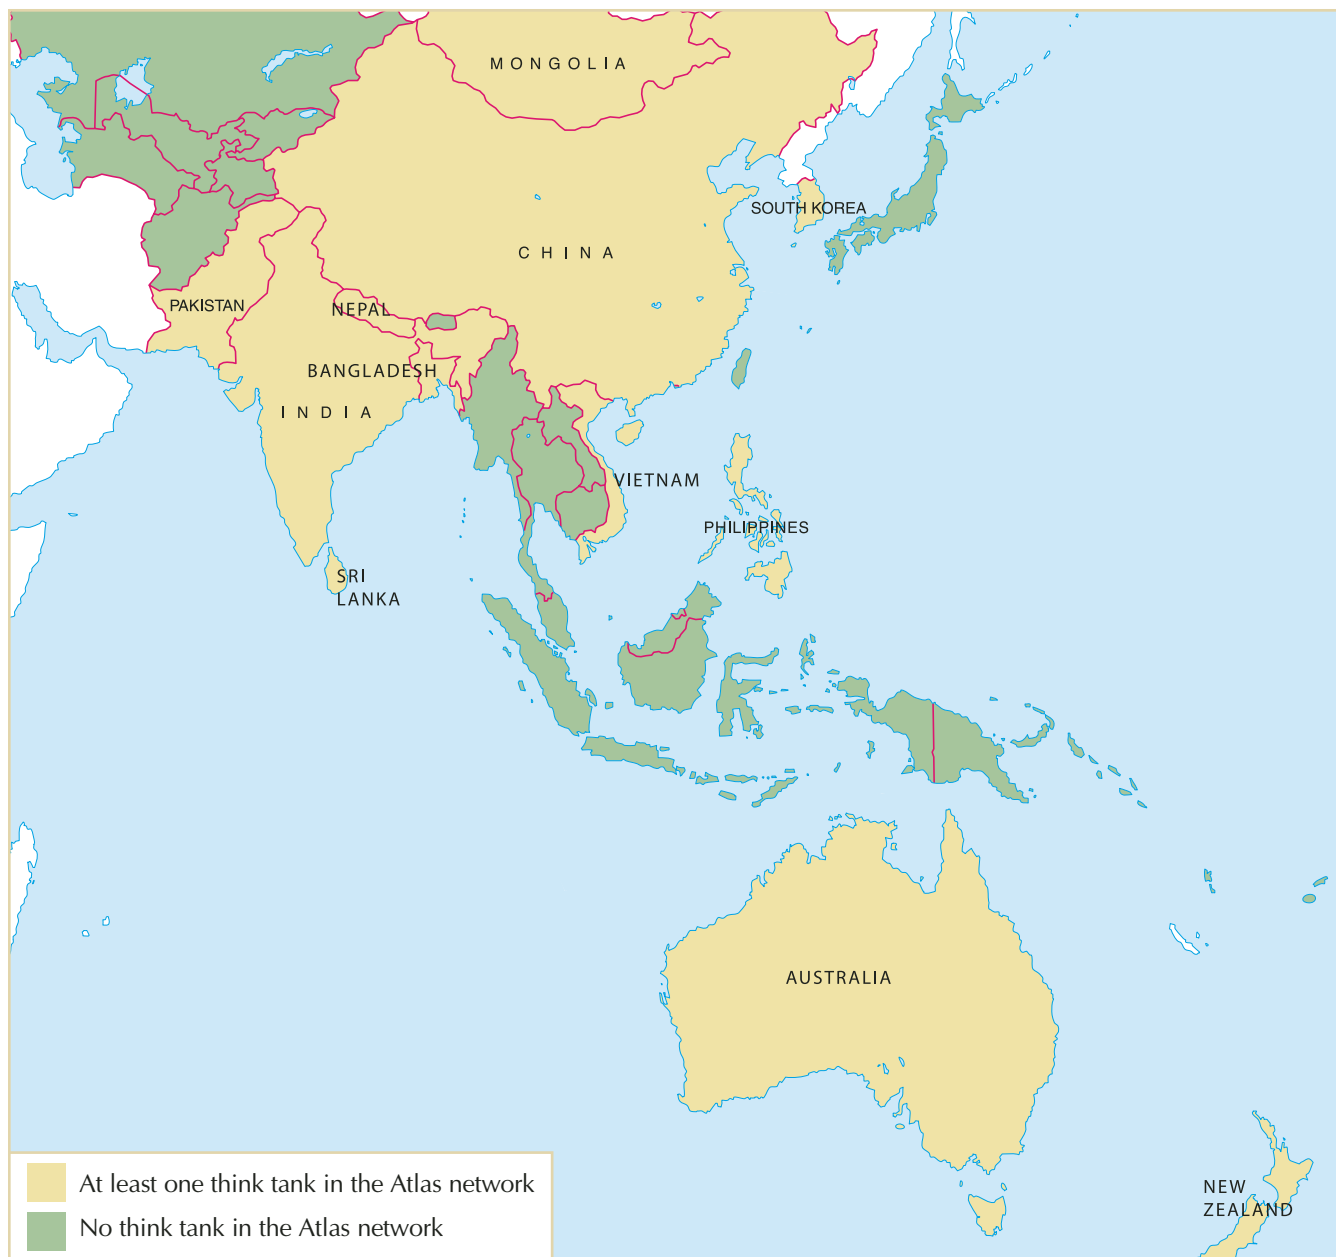 MONGOLIA
SOUTH KOREA
CHINA
PAKISTAN
NEPAL
BANGLADESH
INDIA
VIETNAM
PHILIPPINES
SRI
LANKA
AUSTRALIA
NEW
ZEALAND
At least one think tank in the Atlas network
No think tank in the Atlas network